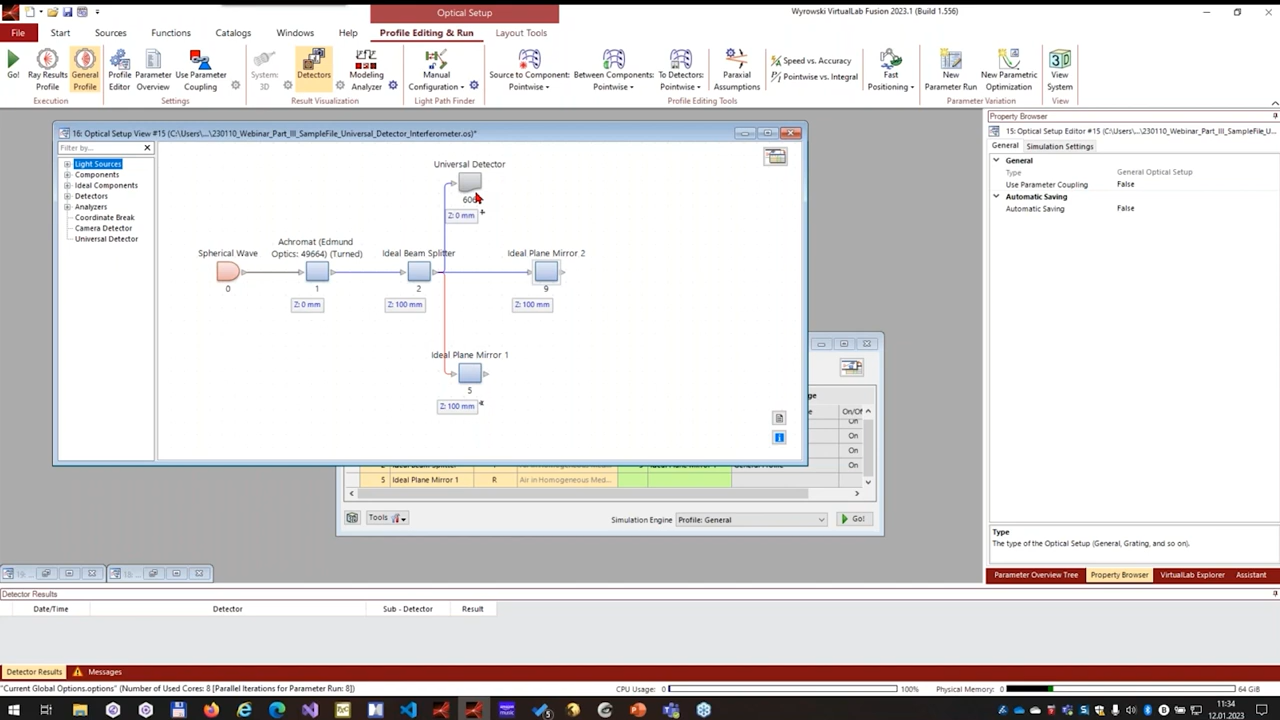 Optical Setup
Wyrowski VirtualLab Fusion 2023.1 (Build 1.556)
File Start Sources Functions Catalogs Windows Help Profile Editing & Run Layout Tools
Go! Ray Results Profile General Profile Profile Editor Parameter Overview Use Parameter Coupling System: 3D Detectors Modeling Analyzer Manual Configuration Source to Component: Pointwise Between Components: Pointwise To Detectors: Pointwise Paraxial Assumptions Speed vs. Accuracy Pointwise vs. Integral Fast Positioning New Parameter Run New Parametric Optimization View System
Execution Settings Result Visualization Light Path Finder Profile Editing Tools Parameter Variation View
Property Browser
16: Optical Setup View #15 (C:\Users\...\230110_Webinar_Part_III_SampleFile_Universal_Detector_Interferometer.os)*
15: Optical Setup Editor #15 (C:\Users\...\230110_Webinar_Part_III_SampleFile_U...
Filter by...
General Simulation Settings
Light Sources
Components
Ideal Components
Detectors
Analyzers
Coordinate Break
Camera Detector
Universal Detector
Universal Detector
Z: 0 mm
Spherical Wave
0
Achromat (Edmund
Optics: 49664) (Turned)
1
Z: 0 mm
Ideal Beam Splitter
2
Z: 100 mm
Ideal Plane Mirror 2
9
Z: 100 mm
Ideal Plane Mirror 1
5
Z: 100 mm
General
Type General Optical Setup
Use Parameter Coupling False
Automatic Saving
Automatic Saving False
On/Of
On
On
On
5 Ideal Plane Mirror 1 R Air in Homogeneous Med...
Tools
Simulation Engine Profile: General Go!
Type
The type of the Optical Setup (General, Grating, and so on).
Parameter Overview Tree Property Browser VirtualLab Explorer Assistant
Detector Results
Date/Time Detector Sub - Detector Result
Detector Results Messages
"Current Global Options.options" (Number of Used Cores: 8 [Parallel Iterations for Parameter Run: 8])
CPU Usage: 0 100% Physical Memory: 0 64 GiB
11:34
12.01.2023